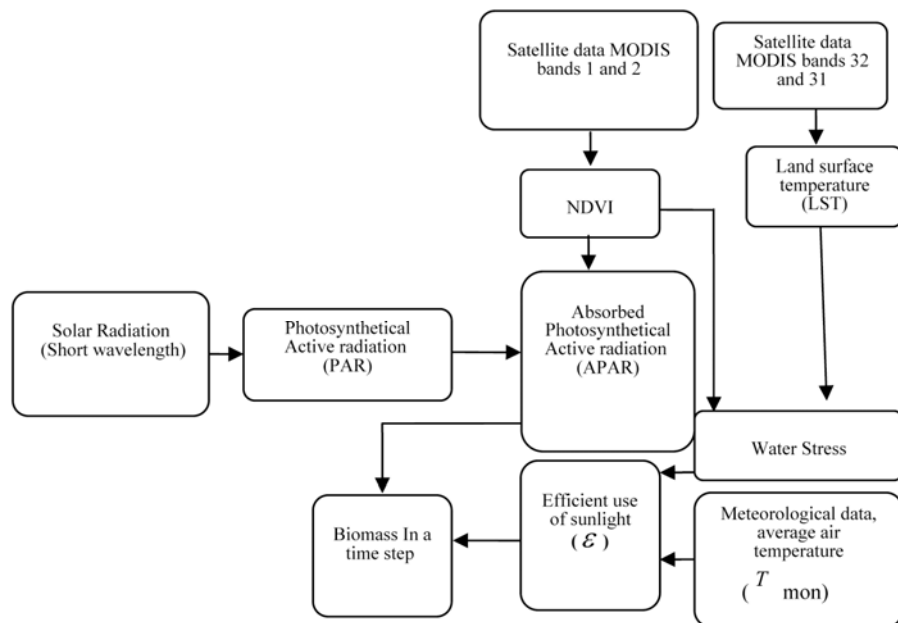 Satellite data MODIS
bands 1 and 2
Satellite data
MODIS bands 32
and 31
Land surface
temperature
(LST)
NDVI
Solar Radiation
(Short wavelength)
Photosynthetical
Active radiation
(PAR)
Absorbed
Photosynthetical
Active radiation
(APAR)
Water Stress
Biomass In a
time step
Efficient use
of sunlight
( ℰ )
Meteorological data,
average air
temperature
( T mon)